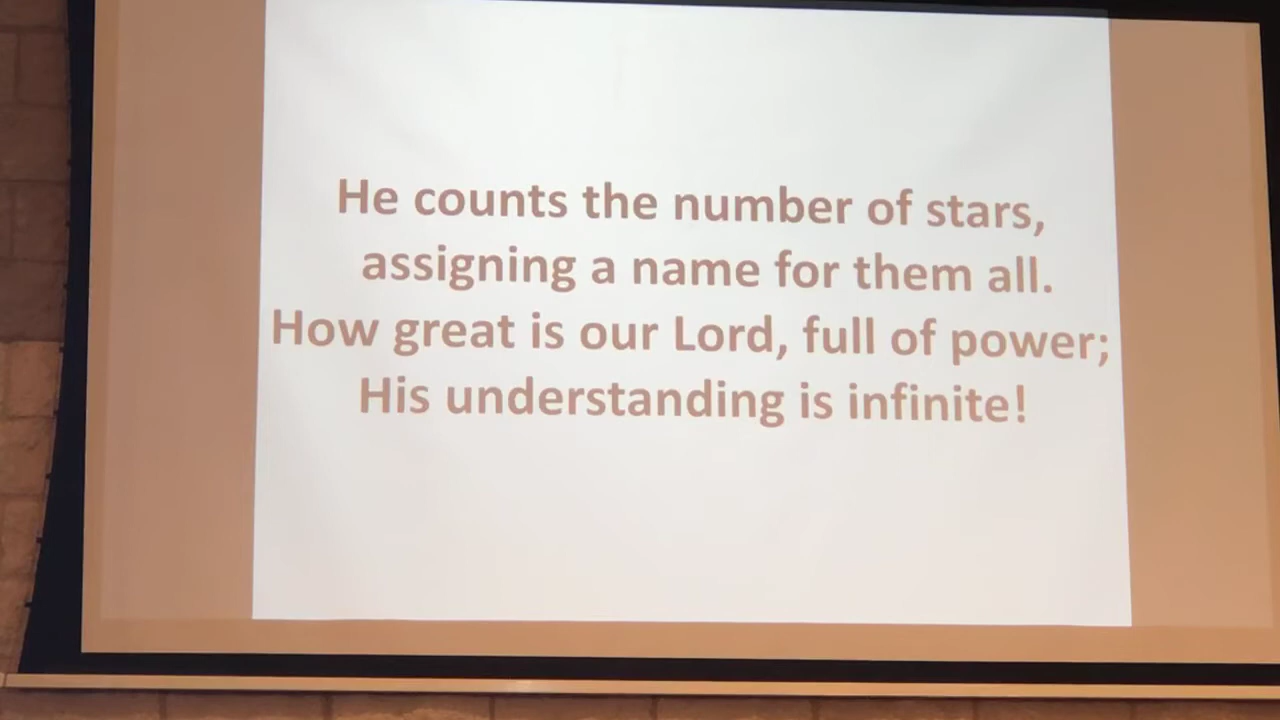 He counts the number of stars,
assigning a name for them all.
How great is our Lord, full of power;
His understanding is infinite!